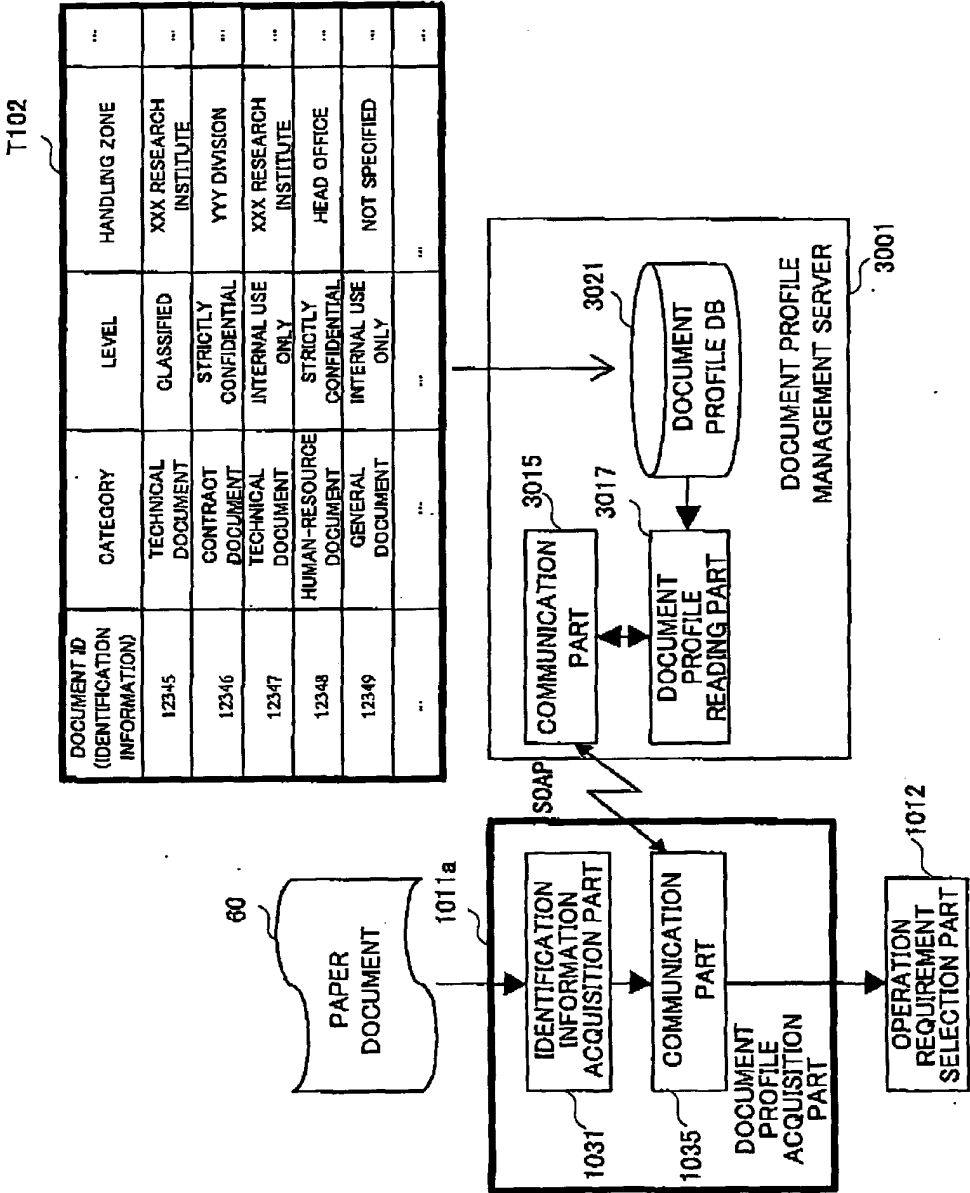 T102
DOCUMENT ID
(IDENTIFICATION
INFORMATION)
CATEGORY
LEVEL
HANDLING ZONE
...
12345
TECHNICAL
DOCUMENT
CLASSIFIED
XXX RESEARCH
INSTITUTE
...
12346
CONTRACT
DOCUMENT
STRICTLY
CONFIDENTIAL
YYY DIVISION
...
12347
TECHNICAL
DOCUMENT
INTERNAL USE
ONLY
XXX RESEARCH
INSTITUTE
...
12348
HUMAN-RESOURCE
DOCUMENT
STRICTLY
CONFIDENTIAL
HEAD OFFICE
...
12349
GENERAL
DOCUMENT
INTERNAL USE
ONLY
NOT SPECIFIED
...
...
...
...
...
...
60
PAPER
DOCUMENT
1011a
IDENTIFICATION
INFORMATION
ACQUISITION PART
1031
COMMUNICATION
PART
1035
DOCUMENT
PROFILE
ACQUISITION
PART
OPERATION
REQUIREMENT
SELECTION PART
1012
SOAP
COMMUNICATION
PART
3015
DOCUMENT
PROFILE
READING PART
3017
DOCUMENT
PROFILE DB
3021
DOCUMENT PROFILE
MANAGEMENT SERVER
3001